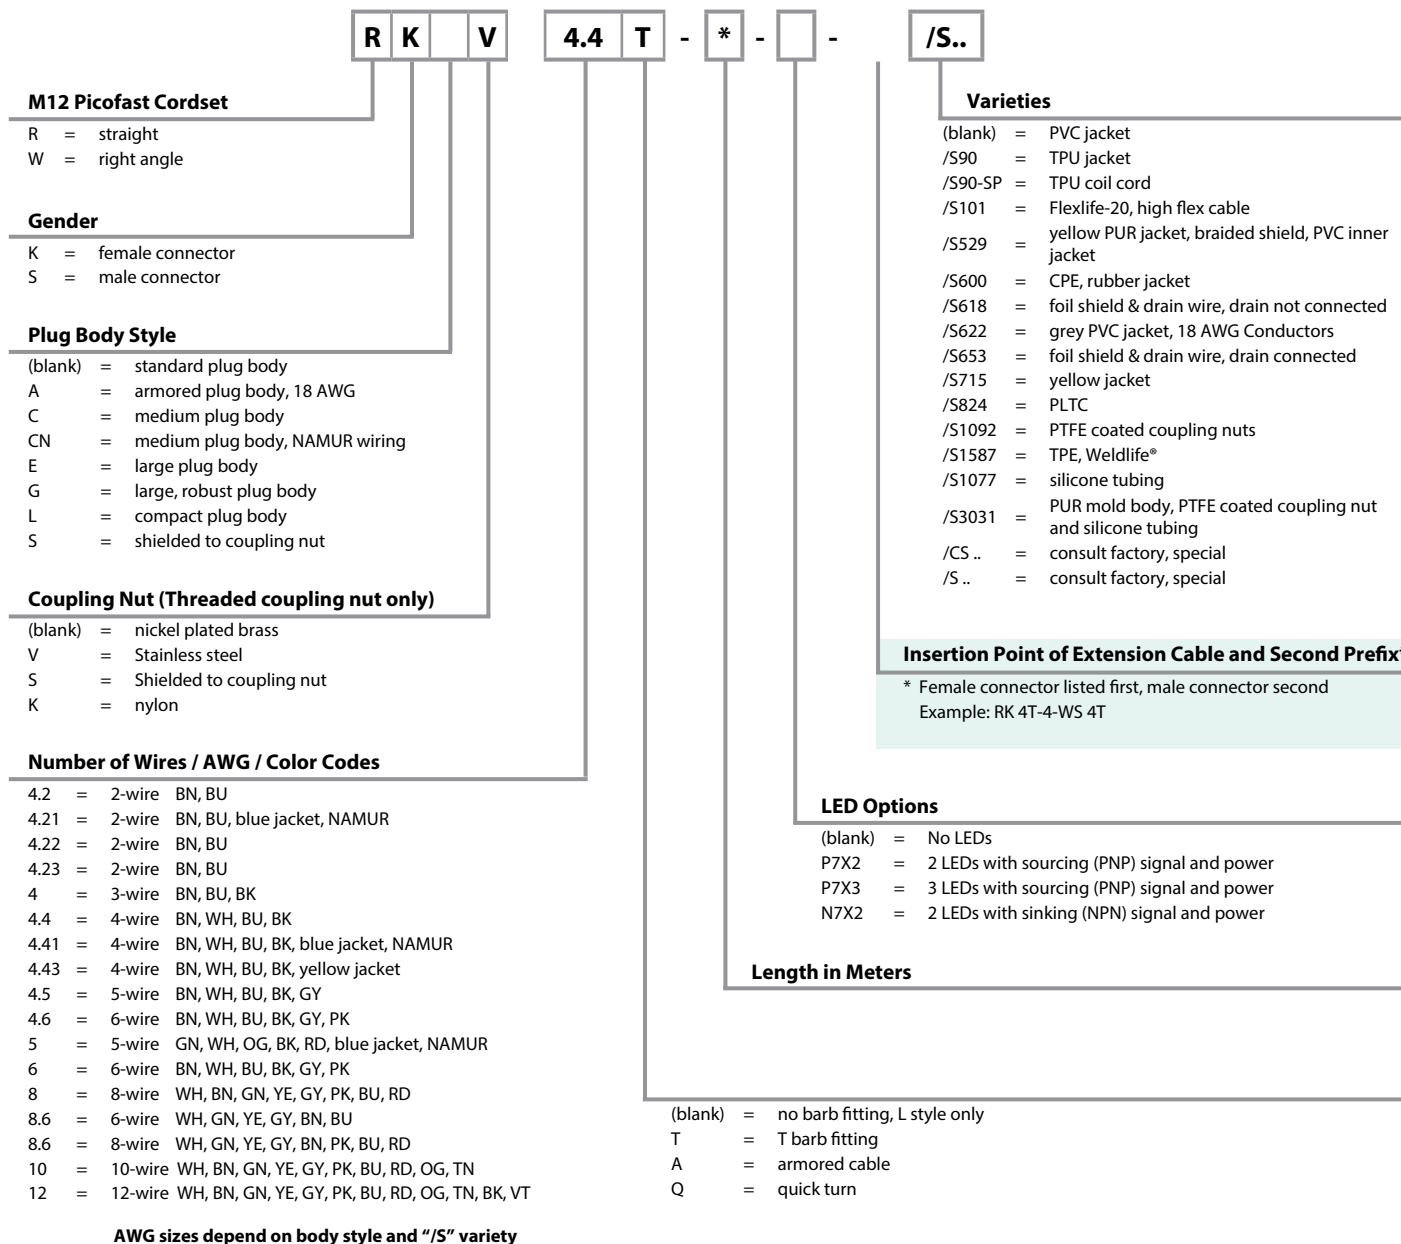 R K V 4.4 T - * - - /S..
M12 Picofast Cordset
R = straight
W = right angle
Gender
K = female connector
S = male connector
Plug Body Style
(blank) = standard plug body
A = armored plug body, 18 AWG
C = medium plug body
CN = medium plug body, NAMUR wiring
E = large plug body
G = large, robust plug body
L = compact plug body
S = shielded to coupling nut
Coupling Nut (Threaded coupling nut only)
(blank) = nickel plated brass
V = Stainless steel
S = Shielded to coupling nut
K = nylon
Number of Wires / AWG / Color Codes
4.2 = 2-wire BN, BU
4.21 = 2-wire BN, BU, blue jacket, NAMUR
4.22 = 2-wire BN, BU
4.23 = 2-wire BN, BU
4 = 3-wire BN, BU, BK
4.4 = 4-wire BN, WH, BU, BK
4.41 = 4-wire BN, WH, BU, BK, blue jacket, NAMUR
4.43 = 4-wire BN, WH, BU, BK, yellow jacket
4.5 = 5-wire BN, WH, BU, BK, GY
4.6 = 6-wire BN, WH, BU, BK, GY, PK
5 = 5-wire GN, WH, OG, BK, RD, blue jacket, NAMUR
6 = 6-wire BN, WH, BU, BK, GY, PK
8 = 8-wire WH, BN, GN, YE, GY, PK, BU, RD
8.6 = 6-wire WH, GN, YE, GY, BN, BU
8.6 = 8-wire WH, GN, YE, GY, BN, PK, BU, RD
10 = 10-wire WH, BN, GN, YE, GY, PK, BU, RD, OG, TN
12 = 12-wire WH, BN, GN, YE, GY, PK, BU, RD, OG, TN, BK, VT
AWG sizes depend on body style and “/S” variety
Varieties
(blank) = PVC jacket
/S90 = TPU jacket
/S90-SP = TPU coil cord
/S101 = Flexlife-20, high flex cable
/S529 = yellow PUR jacket, braided shield, PVC inner
jacket
/S600 = CPE, rubber jacket
/S618 = foil shield & drain wire, drain not connected
/S622 = grey PVC jacket, 18 AWG Conductors
/S653 = foil shield & drain wire, drain connected
/S715 = yellow jacket
/S824 = PLTC
/S1092 = PTFE coated coupling nuts
/S1587 = TPE, Weldlife®
/S1077 = silicone tubing
/S3031 = PUR mold body, PTFE coated coupling nut
and silicone tubing
/CS .. = consult factory, special
/S .. = consult factory, special
Insertion Point of Extension Cable and Second Prefix*
* Female connector listed first, male connector second
Example: RK 4T-4-WS 4T
LED Options
(blank) = No LEDs
P7X2 = 2 LEDs with sourcing (PNP) signal and power
P7X3 = 3 LEDs with sourcing (PNP) signal and power
N7X2 = 2 LEDs with sinking (NPN) signal and power
Length in Meters
(blank) = no barb fitting, L style only
T = T barb fitting
A = armored cable
Q = quick turn